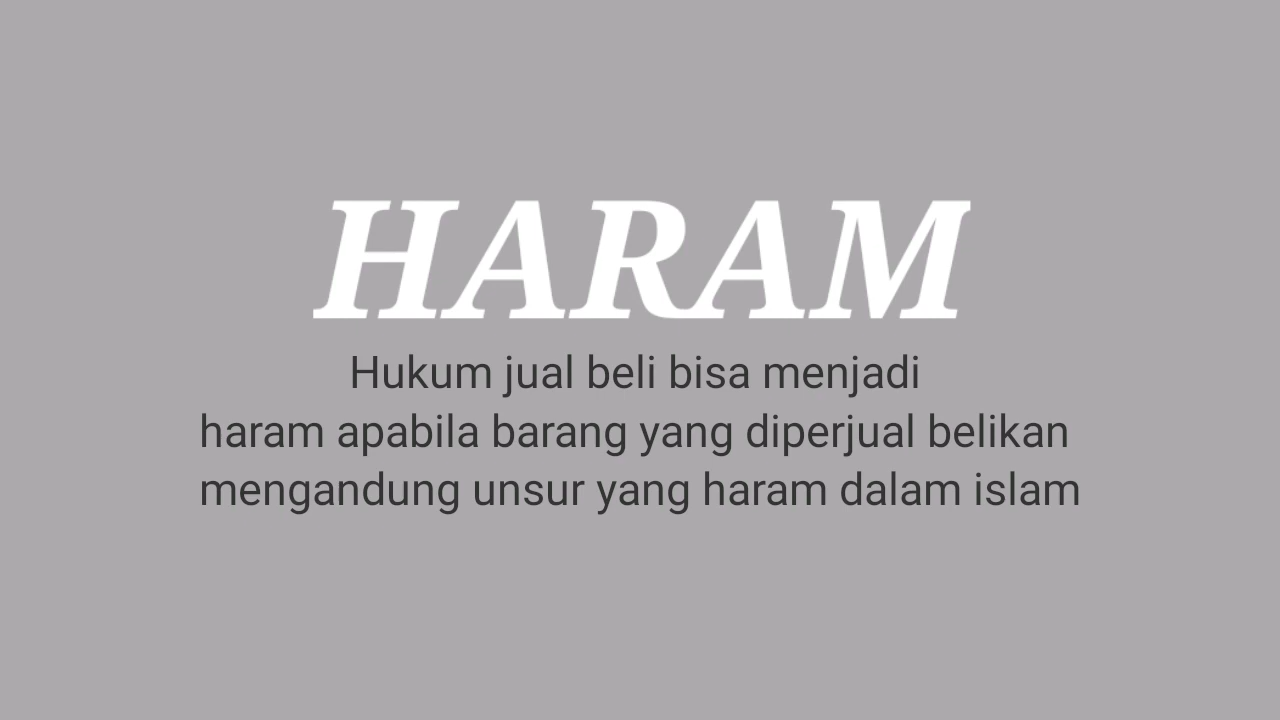 HARAM
Hukum jual beli bisa menjadi
haram apabila barang yang diperjual belikan
mengandung unsur yang haram dalam islam